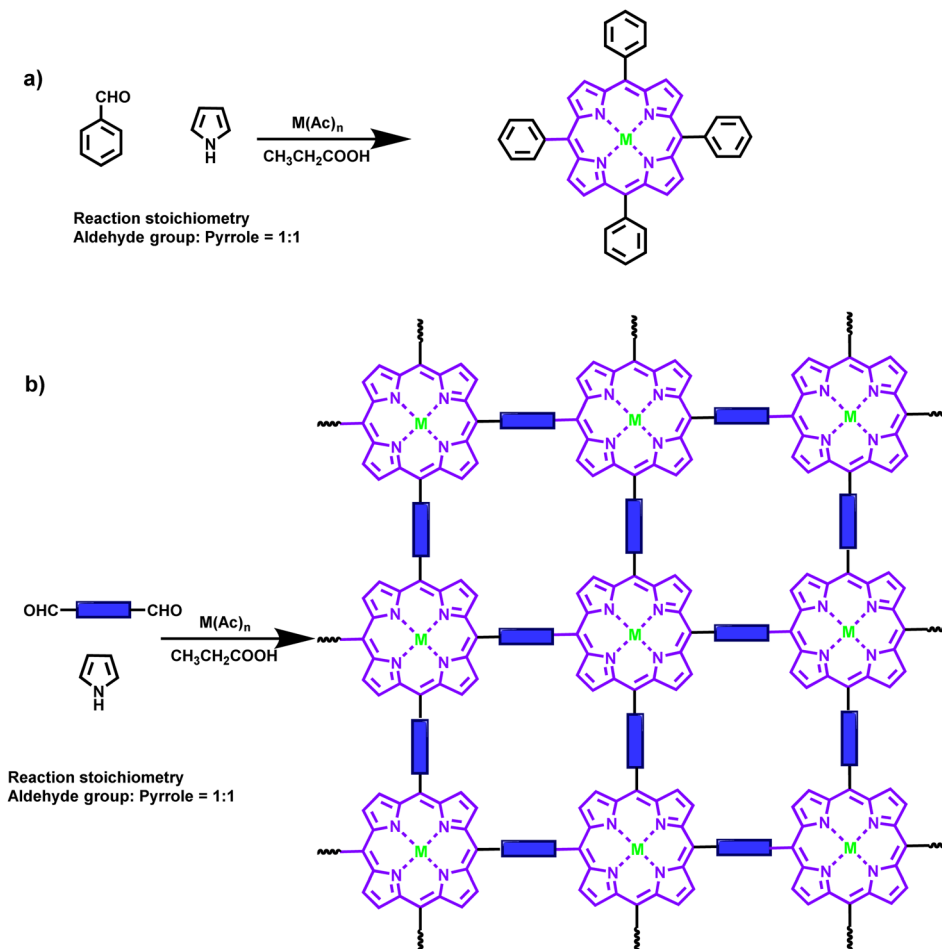 a)
CHO
N
H
M(Ac)n
CH3CH2COOH
N N
M
N N
Reaction stoichiometry
Aldehyde group: Pyrrole = 1:1
b)
N N N N N N
M M M
N N N N N N
OHC CHO
M(Ac)n
CH3CH2COOH
N
H
N N N N N N
M M M
N N N N N N
Reaction stoichiometry
Aldehyde group: Pyrrole = 1:1
N N N N N N
M M M
N N N N N N